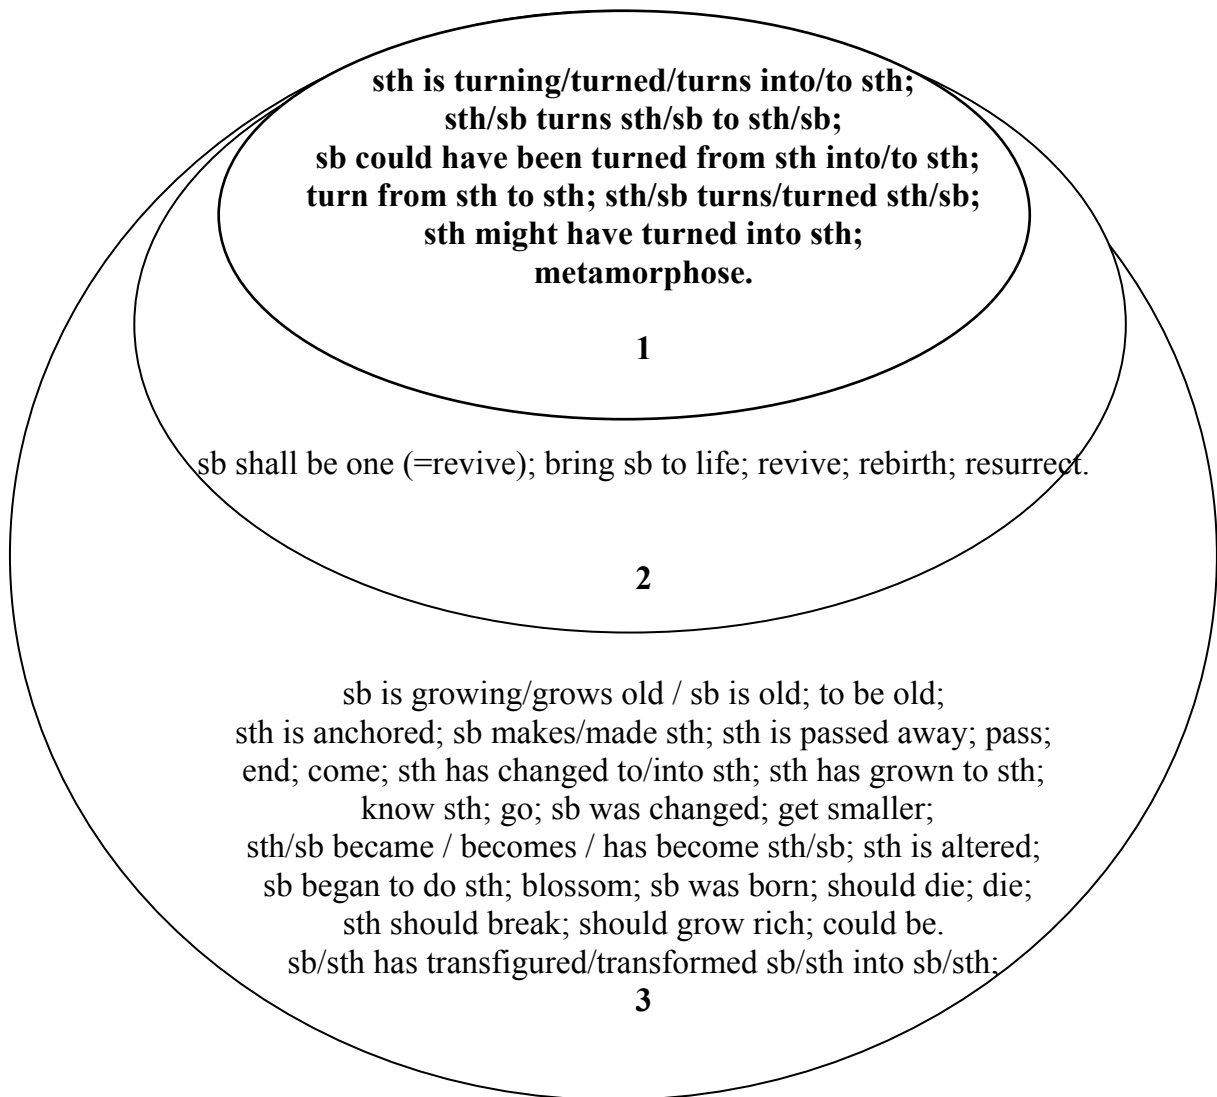 sth is turning/turned/turns into/to sth;
sth/sb turns sth/sb to sth/sb;
sb could have been turned from sth into/to sth;
turn from sth to sth; sth/sb turns/turned sth/sb;
sth might have turned into sth;
metamorphose.
1
sb shall be one (=revive); bring sb to life; revive; rebirth; resurrect.
2
sb is growing/grows old / sb is old; to be old;
sth is anchored; sb makes/made sth; sth is passed away; pass;
end; come; sth has changed to/into sth; sth has grown to sth;
know sth; go; sb was changed; get smaller;
sth/sb became / becomes / has become sth/sb; sth is altered;
sb began to do sth; blossom; sb was born; should die; die;
sth should break; should grow rich; could be.
sb/sth has transfigured/transformed sb/sth into sb/sth;
3